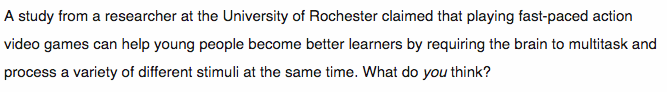 A study from a researcher at the University of Rochester claimed that playing fast-paced action
video games can help young people become better learners by requiring the brain to multitask and
process a variety of different stimuli at the same time. What do you think?